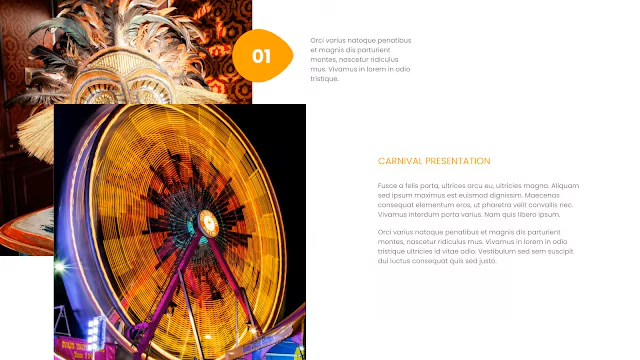 01
Orci varius natoque penatibus
et magnis dis parturient
montes, nascetur ridiculus
mus. Vivamus in lorem in odio
tristique.
CARNIVAL PRESENTATION
Fusce a felis porta, ultrices arcu eu, ultricies magna. Aliquam
sed ipsum maximus est euismod dignissim. Maecenas
consequat elementum eros, ut pharetra velit convallis nec.
Vivamus interdum porta varius. Nam quis libero ipsum.
Orci varius natoque penatibus et magnis dis parturient
montes, nascetur ridiculus mus. Vivamus in lorem in odio
tristique ultricies id vitae odio. Vestibulum sed sem suscipit
dui luctus consequat quis sed justo.